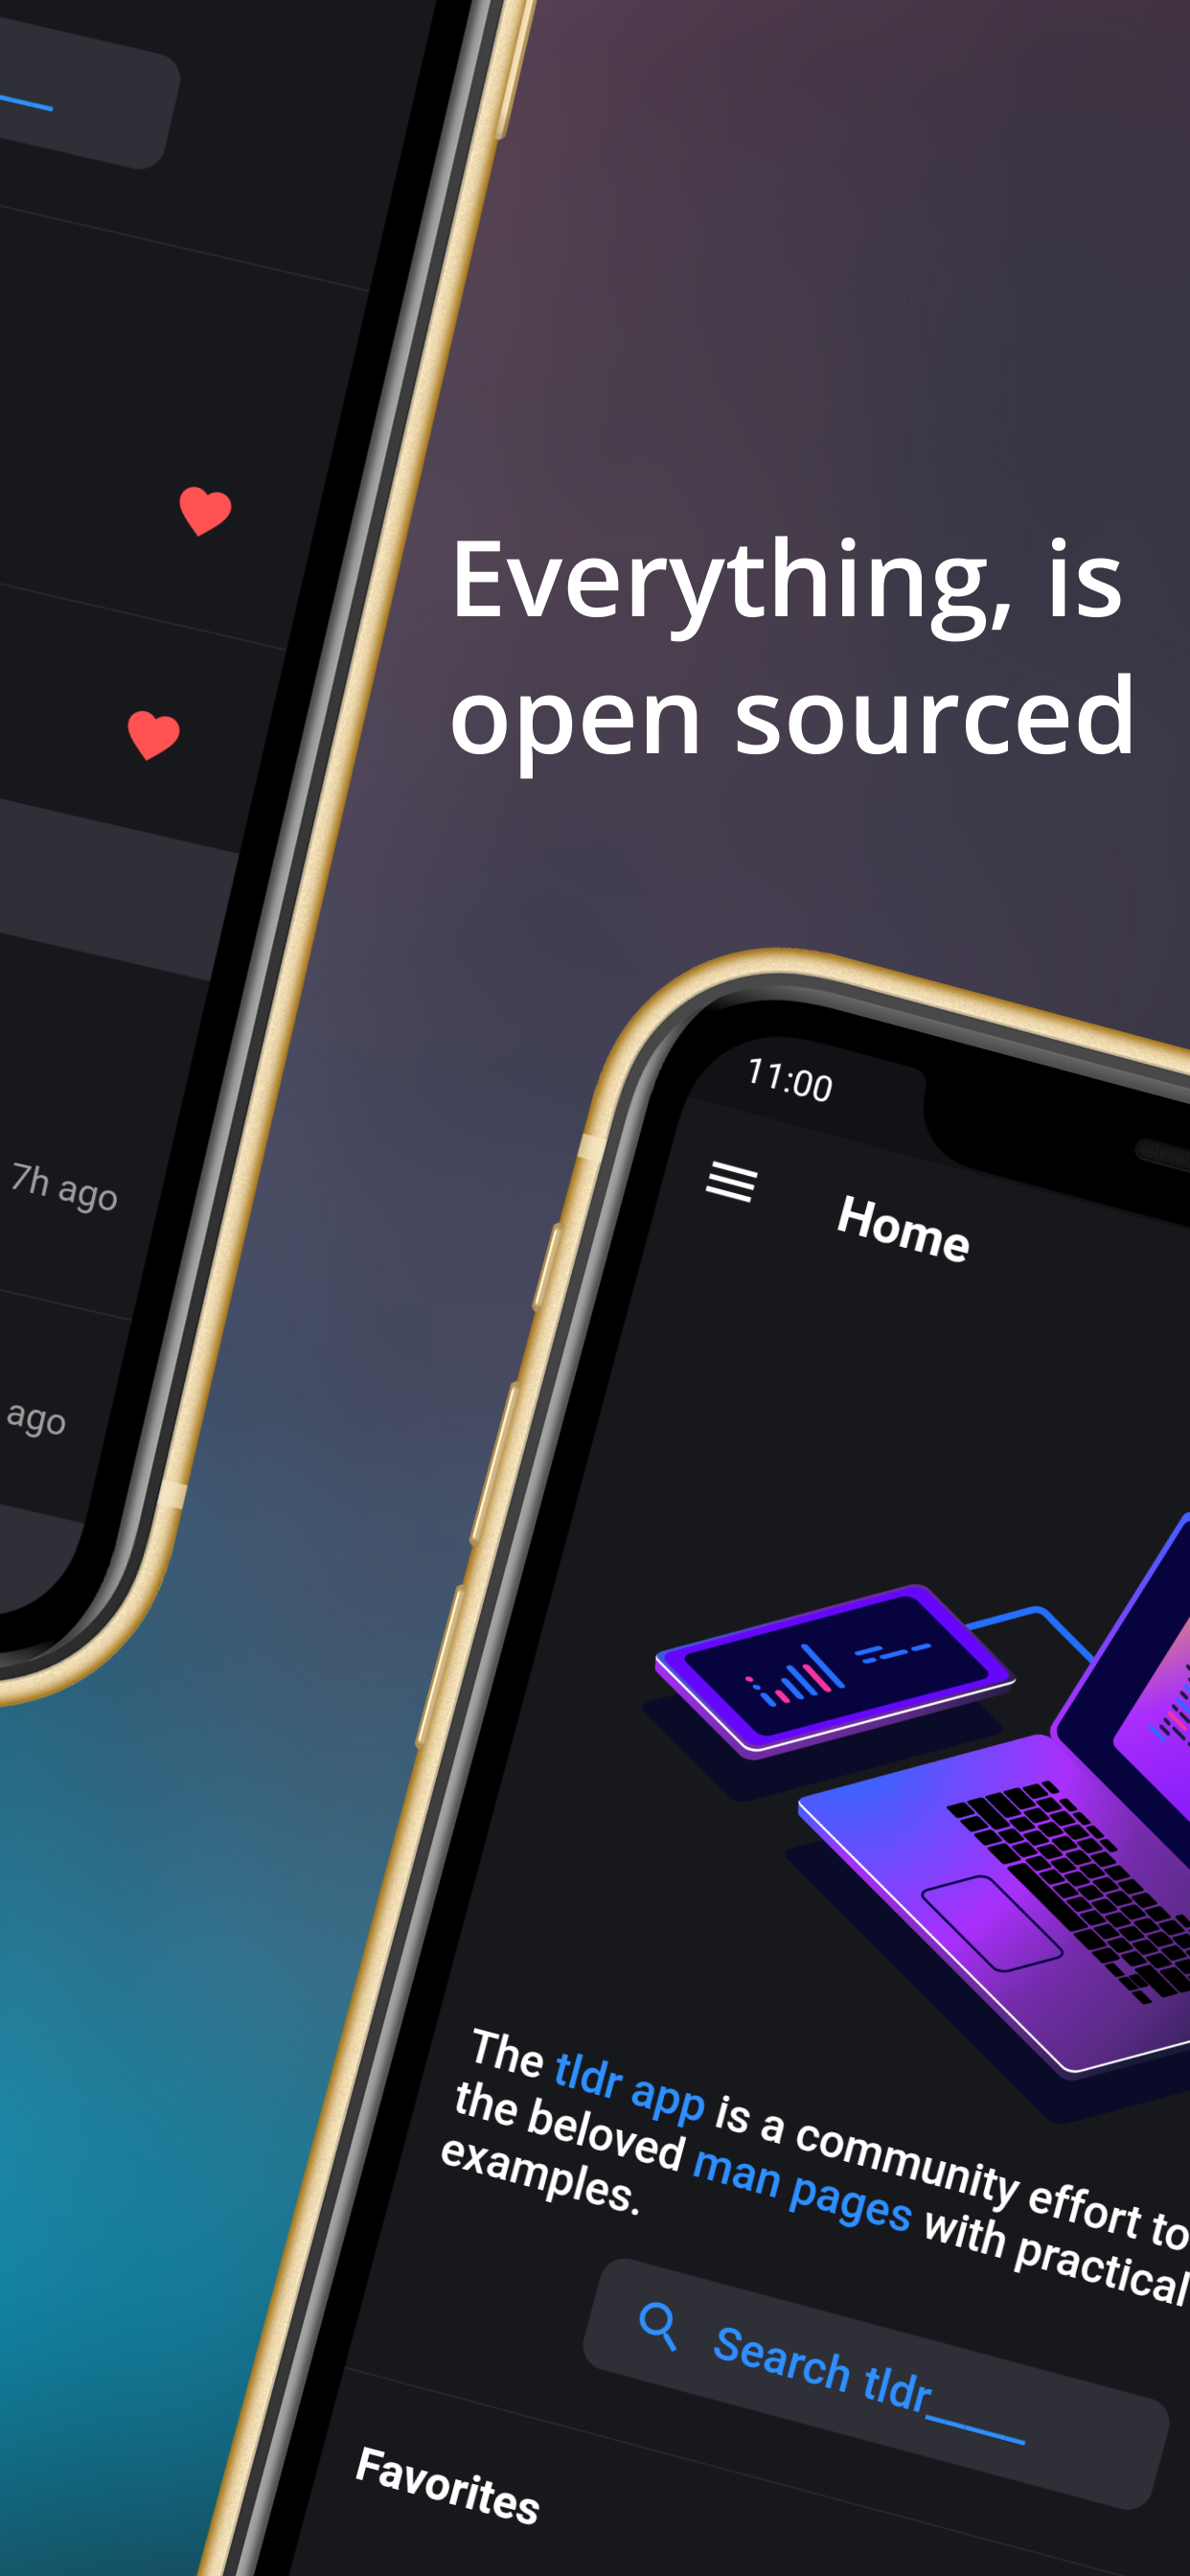 Everything, is
open sourced
7h ago
ago
11:00
Home
The tldr app is a community effort to
the beloved man pages with practical
examples.
Search tldr_____
Favorites